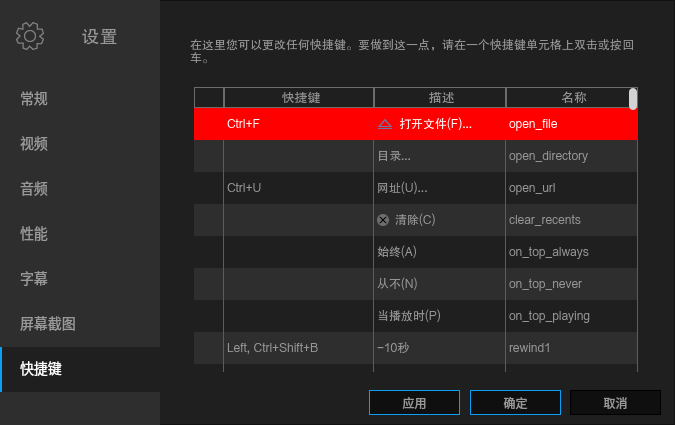 设置
常规
视频
音频
性能
字幕
屏幕截图
快捷键
在这里您可以更改任何快捷键。要做到这一点，请在一个快捷键单元格上双击或按回
车。
快捷键 描述 名称
Ctrl+F 打开文件(F)... open_file
目录... open_directory
Ctrl+U 网址(U)... open_url
清除(C) clear_recents
始终(A) on_top_always
从不(N) on_top_never
当播放时(P) on_top_playing
Left, Ctrl+Shift+B −10秒 rewind1
应用 确定 取消